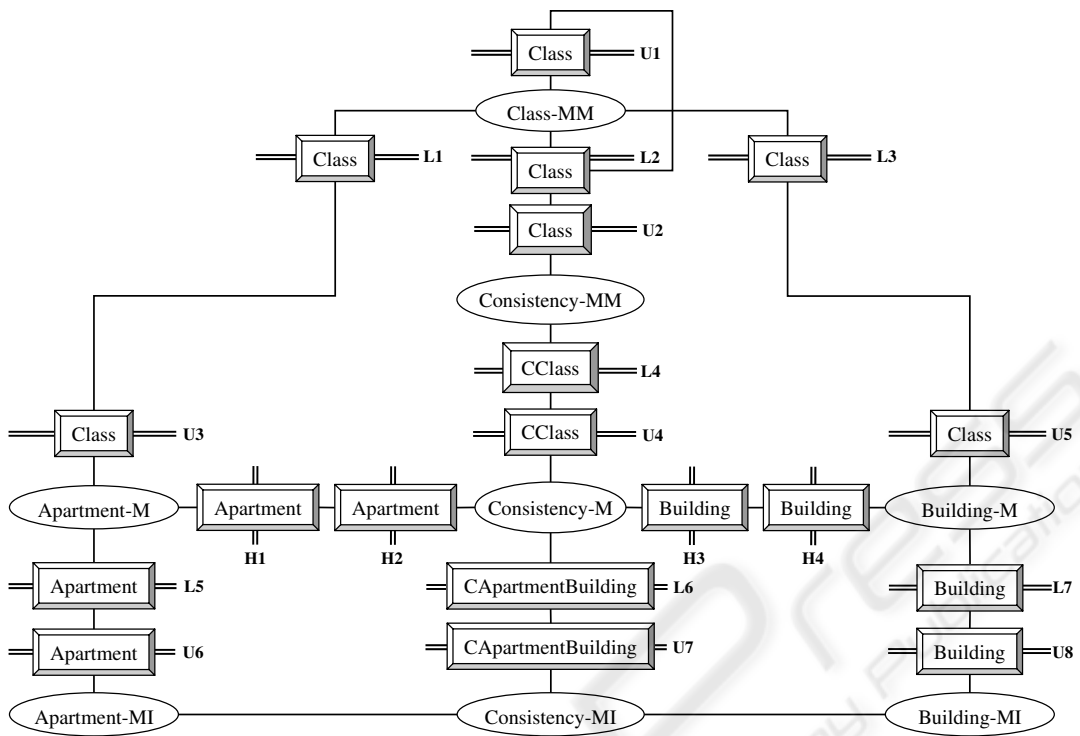 Class U1
Class-MM
Class L1
Class L2
Class L3
Class U2
Consistency-MM
CClass L4
Class U3
CClass U4
Class U5
Apartment-M Apartment Apartment Consistency-M Building Building Building-M
H1 H2 H3 H4
Apartment L5
CApartmentBuilding L6
Building L7
Apartment U6
CApartmentBuilding U7
Building U8
Apartment-MI Consistency-MI Building-MI